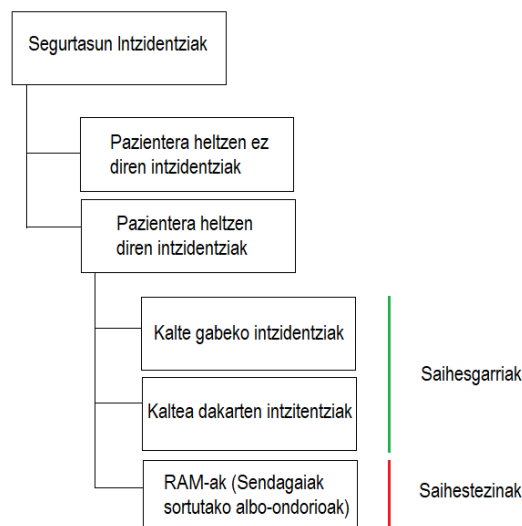 Segurtasun Intzidentziak
Pazientera heltzen ez
diren intzidentziak
Pazientera heltzen
diren intzidentziak
Kalte gabeko intzidentziak
Saihesgarriak
Kaltea dakarten intzitentziak
RAM-ak (Sendagaiak
sortutako albo-ondorioak)
Saihestezinak